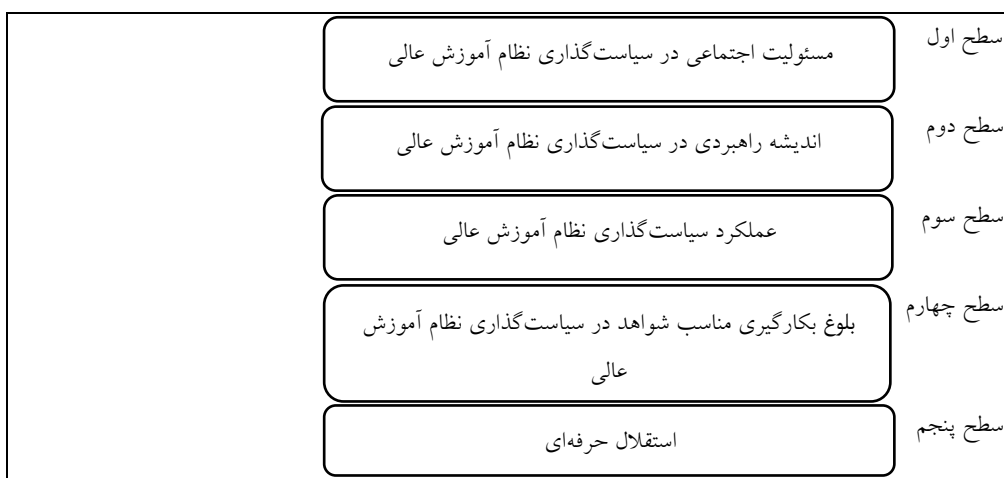 سطح اول
مسئولیت اجتماعی در سیاست‌گذاری نظام آموزش عالی
سطح دوم
اندیشه راهبردی در سیاست‌گذاری نظام آموزش عالی
سطح سوم
عملکرد سیاست‌گذاری نظام آموزش عالی
سطح چهارم
بلوغ بکارگیری مناسب شواهد در سیاست‌گذاری نظام آموزش
عالی
سطح پنجم
استقلال حرفه‌ای